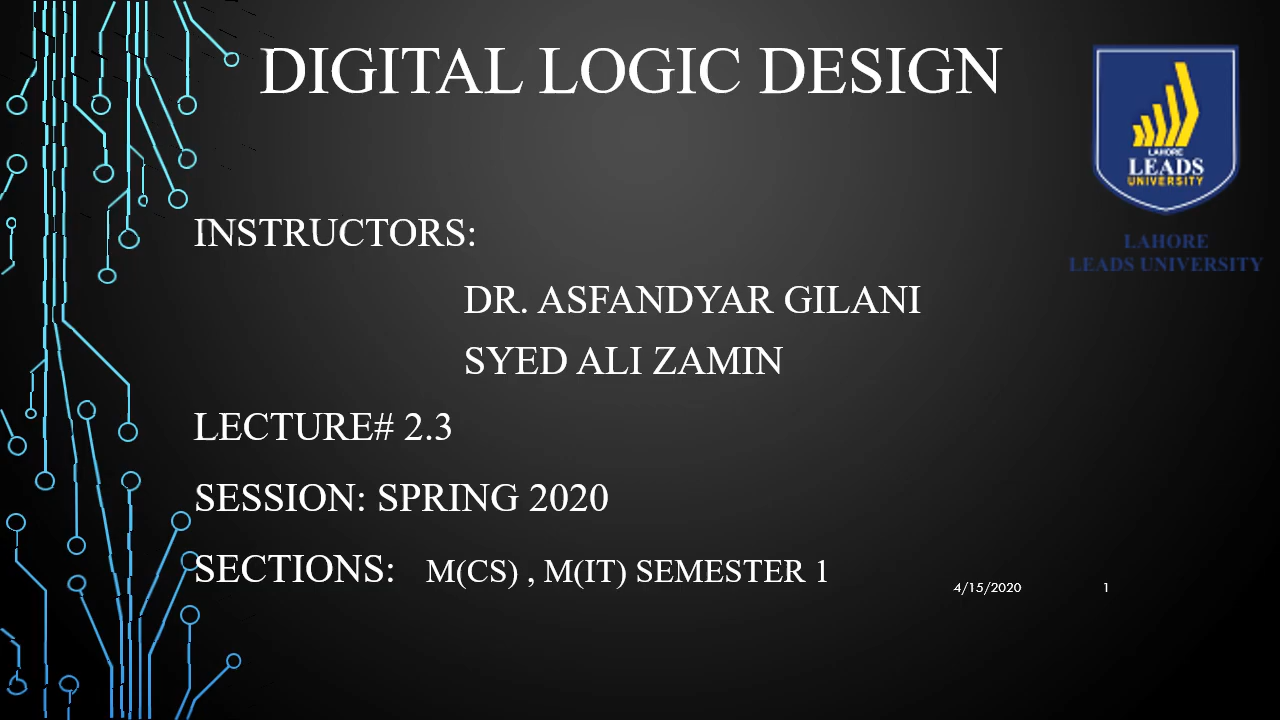 DIGITAL LOGIC DESIGN
LAHORE
LEADS
UNIVERSITY
LAHORE
LEADS UNIVERSITY
INSTRUCTORS:
DR. ASFANDYAR GILANI
SYED ALI ZAMIN
LECTURE# 2.3
SESSION: SPRING 2020
SECTIONS: M(CS) , M(IT) SEMESTER 1
4/15/2020 1